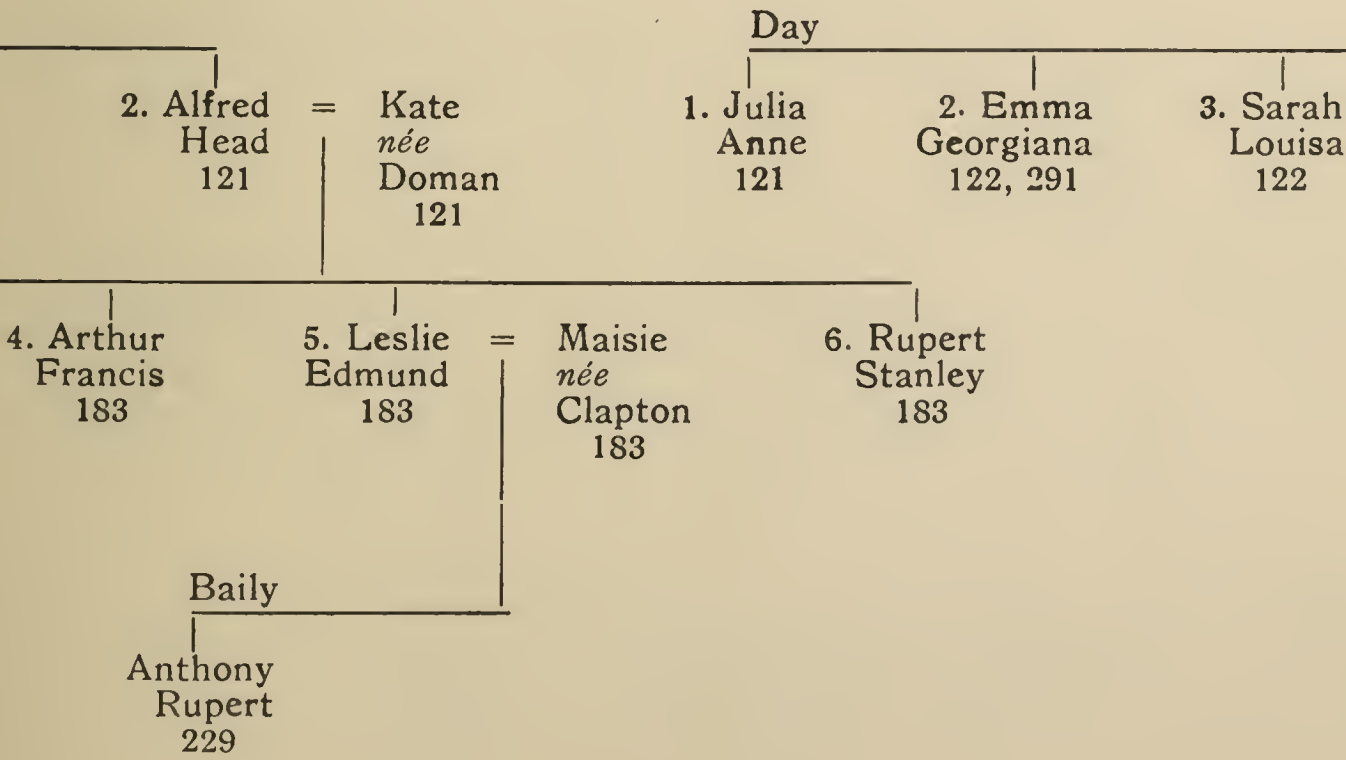 Day
2. Alfred = Kate
Head née
121 Doman
121
1. Julia
Anne
121
2. Emma
Georgiana
122, 291
3. Sarah
Louisa
122
4. Arthur
Francis
183
5. Leslie = Maisie
Edmund née
183 Clapton
183
6. Rupert
Stanley
183
Baily
Anthony
Rupert
229